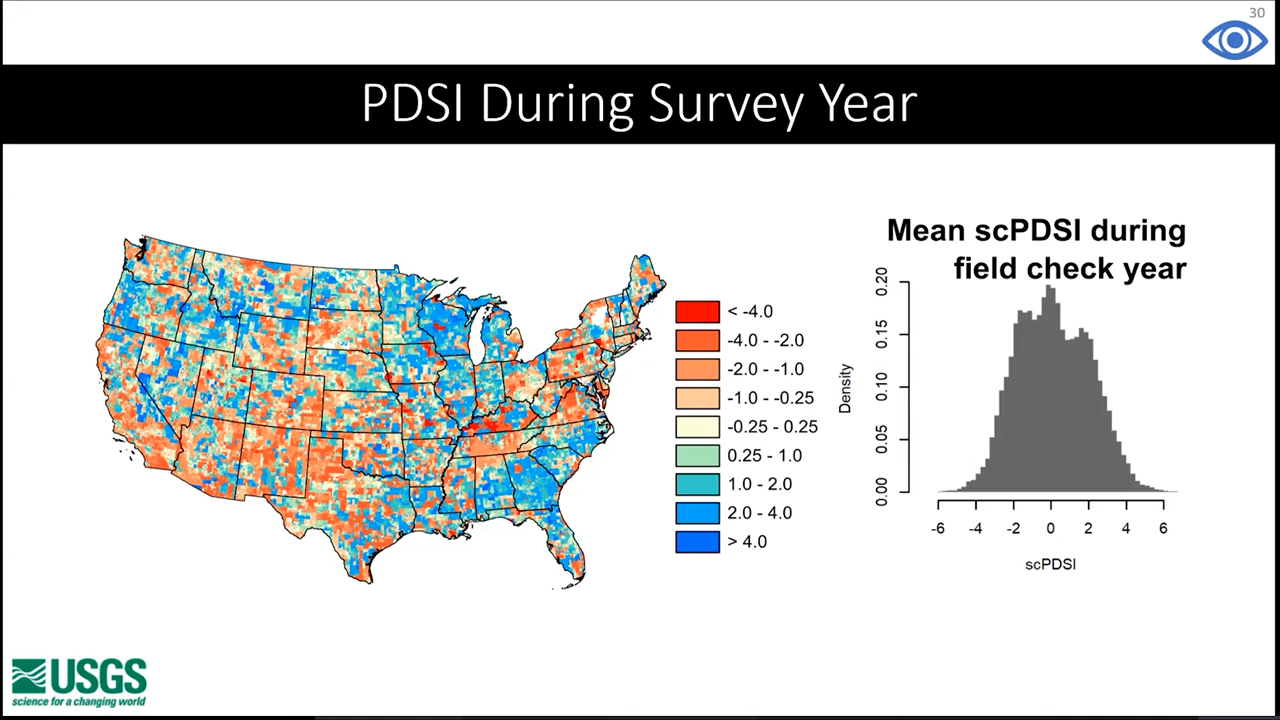 30
PDSI During Survey Year
< -4.0
-4.0 - -2.0
-2.0 - -1.0
-1.0 - -0.25
-0.25 - 0.25
0.25 - 1.0
1.0 - 2.0
2.0 - 4.0
> 4.0
Mean scPDSI during
field check year
Density
0.20
0.15
0.10
0.05
0.00
-6 -4 -2 0 2 4 6
scPDSI
USGS
science for a changing world